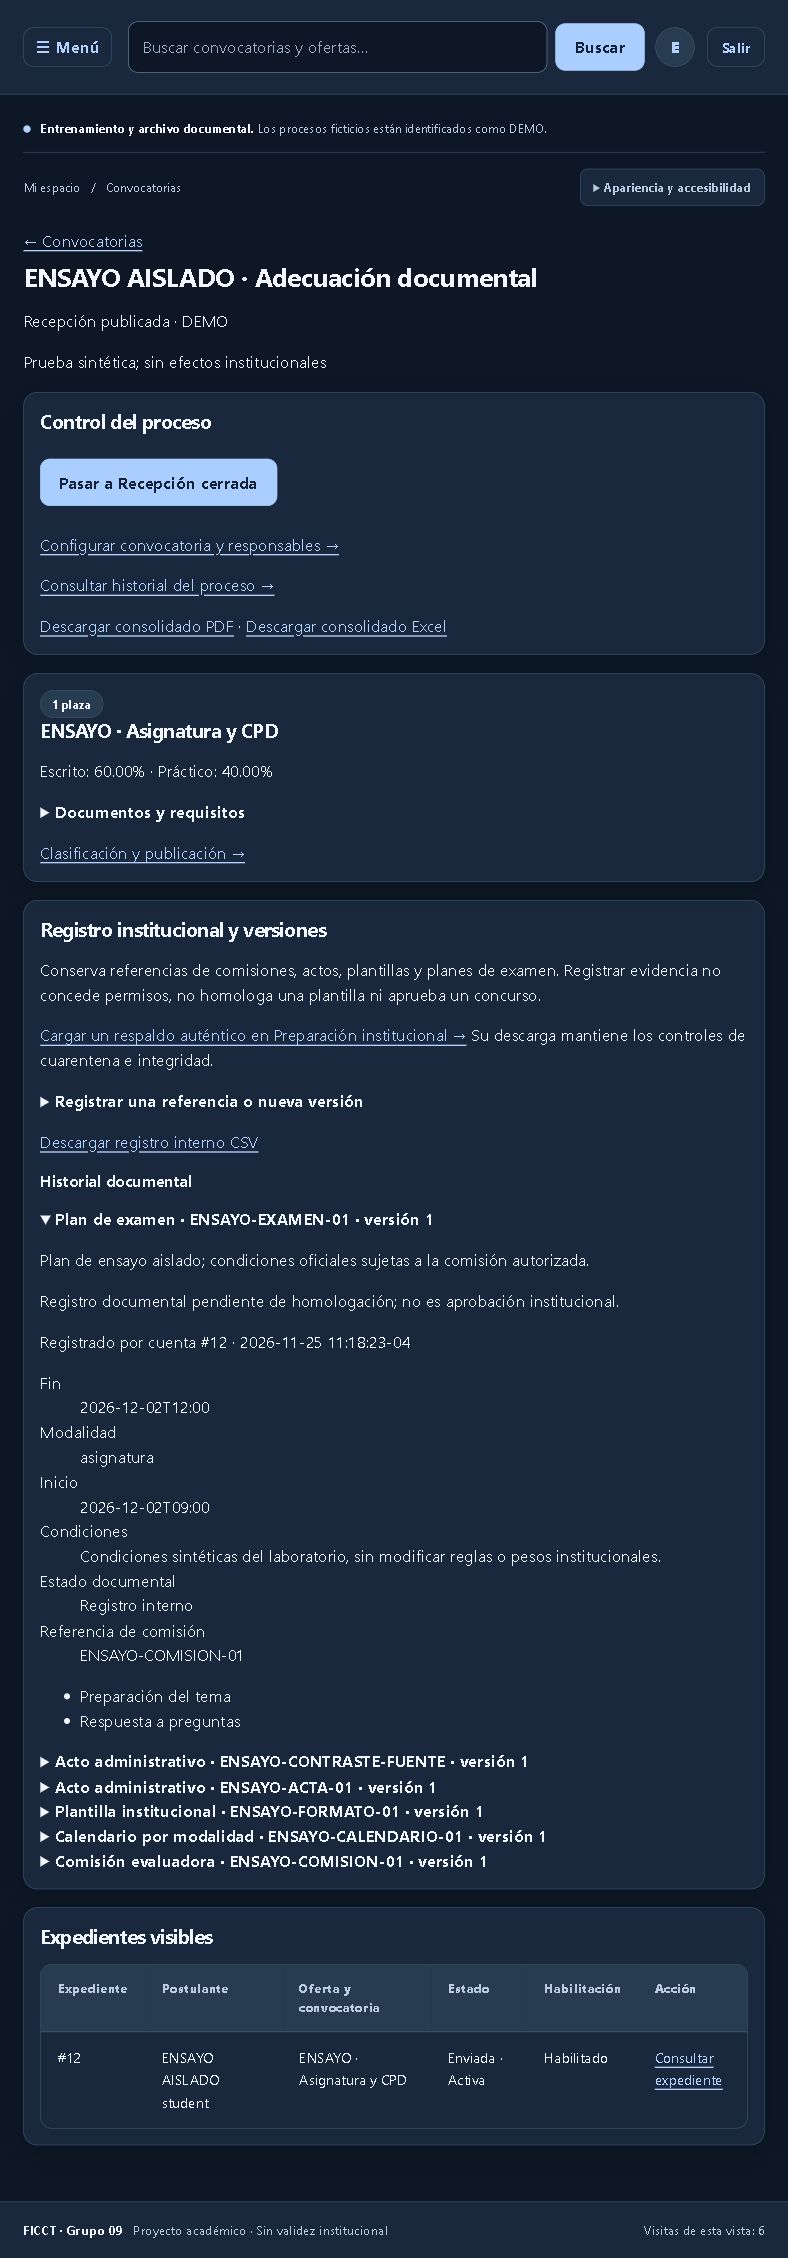 ☰ Menú
Buscar convocatorias y ofertas...
Buscar
E
Salir
Entrenamiento y archivo documental. Los procesos ficticios están identificados como DEMO.
Mi espacio / Convocatorias
▶ Apariencia y accesibilidad
← Convocatorias
ENSAYO AISLADO · Adecuación documental
Recepción publicada · DEMO
Prueba sintética; sin efectos institucionales
Control del proceso
Pasar a Recepción cerrada
Configurar convocatoria y responsables →
Consultar historial del proceso →
Descargar consolidado PDF · Descargar consolidado Excel
1 plaza
ENSAYO · Asignatura y CPD
Escrito: 60.00% · Práctico: 40.00%
▶ Documentos y requisitos
Clasificación y publicación →
Registro institucional y versiones
Conserva referencias de comisiones, actos, plantillas y planes de examen. Registrar evidencia no
concede permisos, no homologa una plantilla ni aprueba un concurso.
Cargar un respaldo auténtico en Preparación institucional → Su descarga mantiene los controles de
cuarentena e integridad.
▶ Registrar una referencia o nueva versión
Descargar registro interno CSV
Historial documental
▼ Plan de examen · ENSAYO-EXAMEN-01 · versión 1
Plan de ensayo aislado; condiciones oficiales sujetas a la comisión autorizada.
Registro documental pendiente de homologación; no es aprobación institucional.
Registrado por cuenta #12 · 2026-11-25 11:18:23-04
Fin
2026-12-02T12:00
Modalidad
asignatura
Inicio
2026-12-02T09:00
Condiciones
Condiciones sintéticas del laboratorio, sin modificar reglas o pesos institucionales.
Estado documental
Registro interno
Referencia de comisión
ENSAYO-COMISION-01
• Preparación del tema
• Respuesta a preguntas
▶ Acto administrativo · ENSAYO-CONTRASTE-FUENTE · versión 1
▶ Acto administrativo · ENSAYO-ACTA-01 · versión 1
▶ Plantilla institucional · ENSAYO-FORMATO-01 · versión 1
▶ Calendario por modalidad · ENSAYO-CALENDARIO-01 · versión 1
▶ Comisión evaluadora · ENSAYO-COMISION-01 · versión 1
Expedientes visibles
Expediente Postulante Oferta y convocatoria Estado Habilitación Acción
#12 ENSAYO AISLADO student ENSAYO · Asignatura y CPD Enviada · Activa Habilitado Consultar expediente
FICCT · Grupo 09 Proyecto académico · Sin validez institucional
Visitas de esta vista: 6